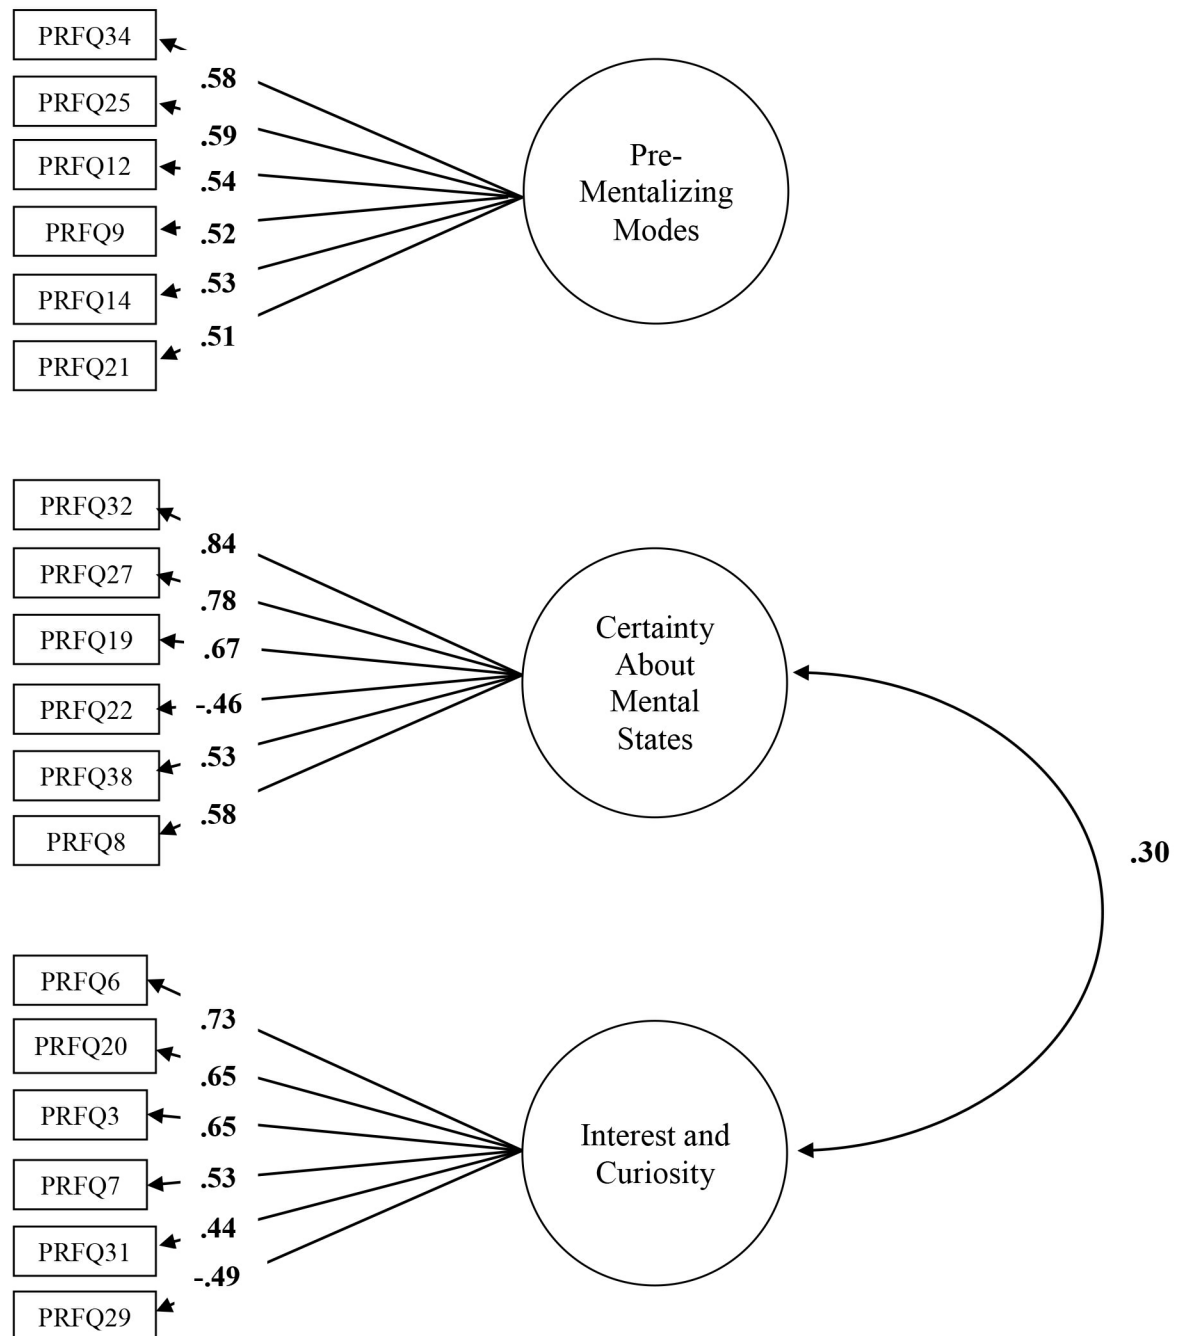 PRFQ34
.58
PRFQ25
.59
PRFQ12
.54
PRFQ9
.52
PRFQ14
.53
PRFQ21
.51
Pre-
Mentalizing
Modes
PRFQ32
.84
PRFQ27
.78
PRFQ19
.67
PRFQ22
-.46
PRFQ38
.53
PRFQ8
.58
Certainty
About
Mental
States
.30
PRFQ6
.73
PRFQ20
.65
PRFQ3
.65
PRFQ7
.53
PRFQ31
.44
PRFQ29
-.49
Interest and
Curiosity